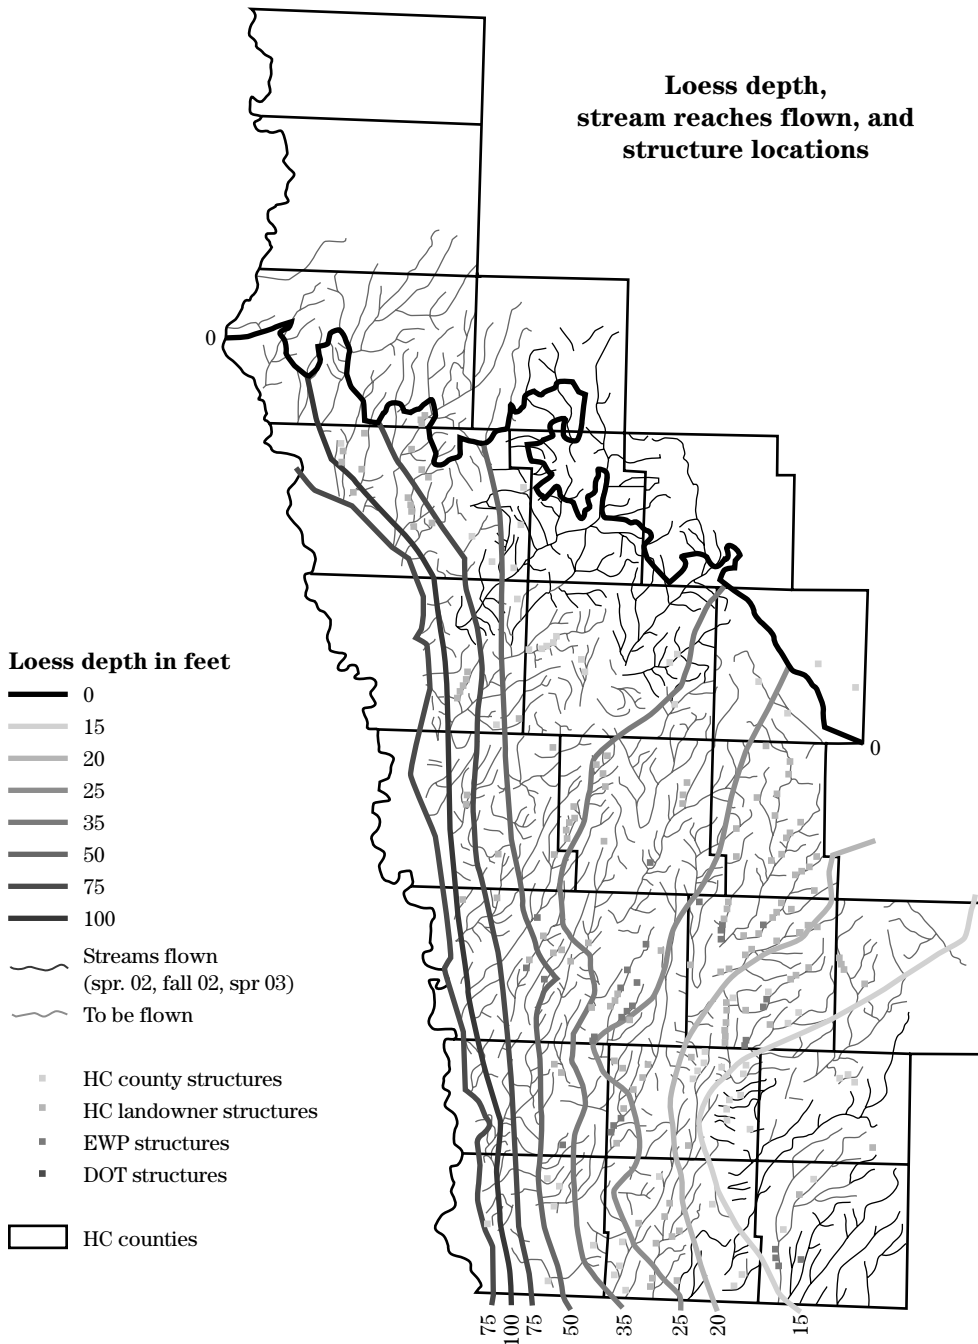 Loess depth,
stream reaches flown, and
structure locations
0
0
Loess depth in feet
0
15
20
25
35
50
75
100
Streams flown
(spr. 02, fall 02, spr 03)
To be flown
HC county structures
HC landowner structures
EWP structures
DOT structures
HC counties
75
100
75
50
35
25
20
15